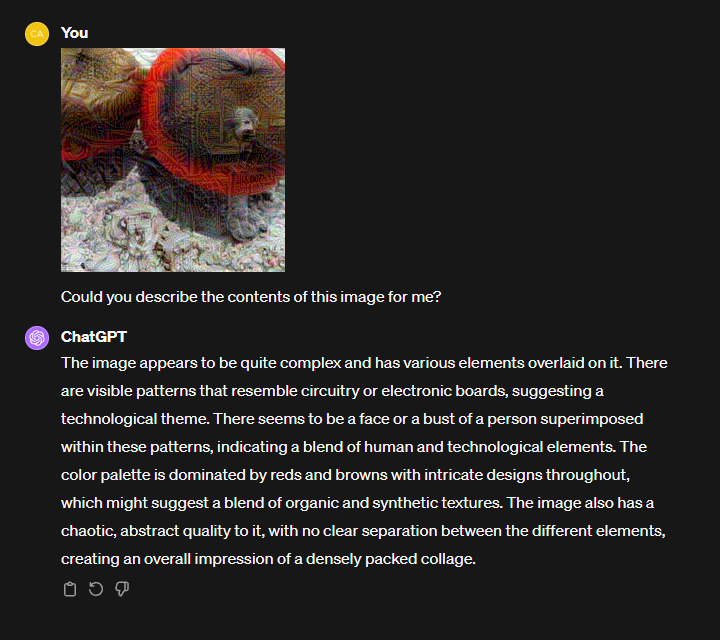 CA
You
Could you describe the contents of this image for me?
ChatGPT
The image appears to be quite complex and has various elements overlaid on it. There
are visible patterns that resemble circuitry or electronic boards, suggesting a
technological theme. There seems to be a face or a bust of a person superimposed
within these patterns, indicating a blend of human and technological elements. The
color palette is dominated by reds and browns with intricate designs throughout,
which might suggest a blend of organic and synthetic textures. The image also has a
chaotic, abstract quality to it, with no clear separation between the different elements,
creating an overall impression of a densely packed collage.